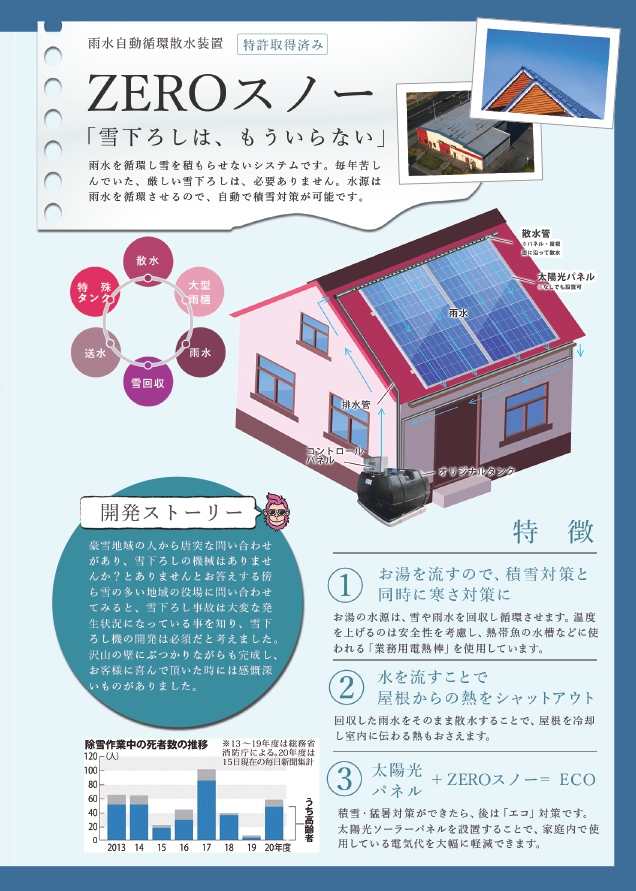 雨水自動循環散水装置 特許取得済み
ZEROスノー
「雪下ろしは、もういらない」
雨水を循環し雪を積もらせないシステムです。毎年苦し
んでいた、厳しい雪下ろしは、必要ありません。水源は
雨水を循環させるので、自動で積雪対策が可能です。
散水
大型
雨樋
雨水
雪回収
送水
特殊
タンク
散水管
※パネル・屋根
面に沿って散水
太陽光パネル
※なしでも設置可
雨水
排水管
コントロール
パネル
オリジナルタンク
開発ストーリー
豪雪地域の人から唐突な問い合わせ
があり、雪下ろしの機械はありませ
んか?とありませんとお答えする傍
ら雪の多い地域の役場に問い合わせ
てみると、雪下ろし事故は大変な発
生状況になっている事を知り、雪下
ろし機の開発は必須だと考えました。
沢山の壁にぶつかりながらも完成し、
お客様に喜んで頂いた時には感慨深
いものがありました。
特 徴
1 お湯を流すので、積雪対策と
同時に寒さ対策に
お湯の水源は、雪や雨水を回収し循環させます。温度
を上げるのは安全性を考慮し、熱帯魚の水槽などに使
われる「業務用電熱棒」を使用しています。
2 水を流すことで
屋根からの熱をシャットアウト
回収した雨水をそのまま散水することで、屋根を冷却
し室内に伝わる熱もおさえます。
3 太陽光
パネル +ZEROスノー= ECO
積雪・猛暑対策ができたら、後は「エコ」対策です。
太陽光ソーラーパネルを設置することで、家庭内で使
用している電気代を大幅に軽減できます。
除雪作業中の死者数の推移
※13〜19年度は総務省
消防庁による。20年度は
15日現在の毎日新聞集計
(人)
120
100
80
60
40
20
0
2013 14 15 16 17 18 19 20年度
うち高齢者